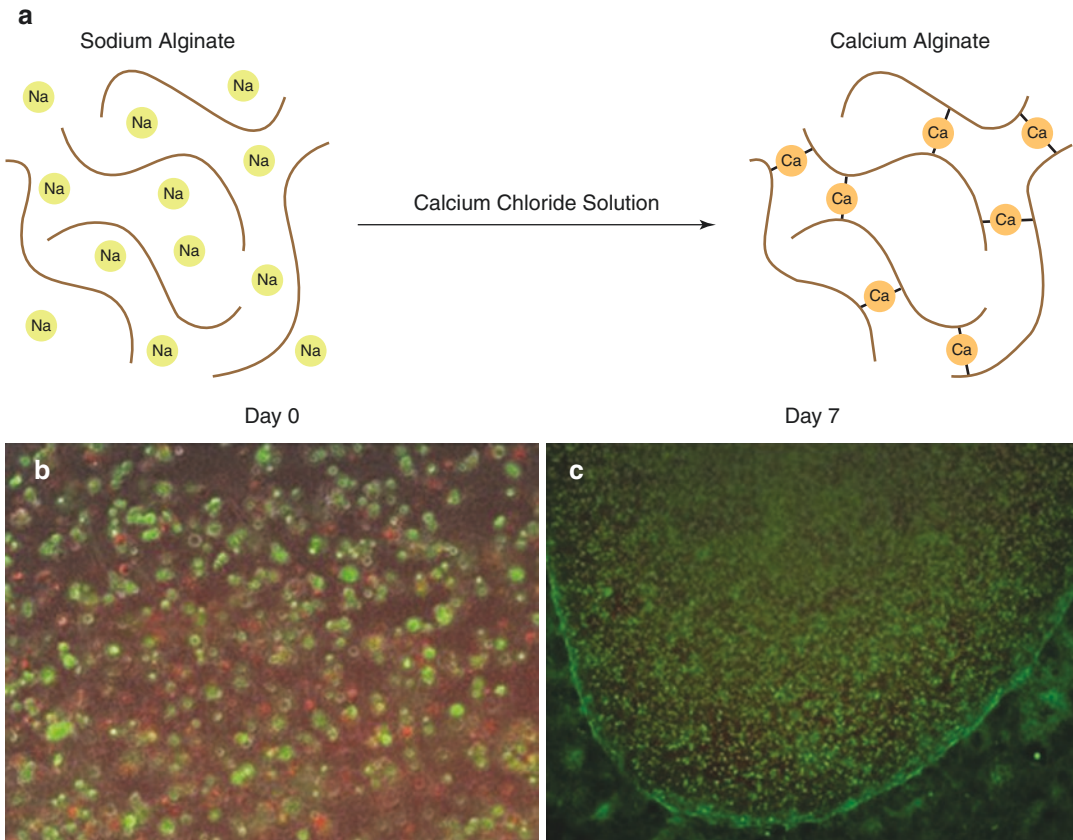 a
Sodium Alginate
Calcium Alginate
Na
Na
Na
Na
Na
Na
Na
Na
Na
Na
Na
Na
Calcium Chloride Solution
Ca
Ca
Ca
Ca
Ca
Ca
Ca
Day 0
Day 7
b
c